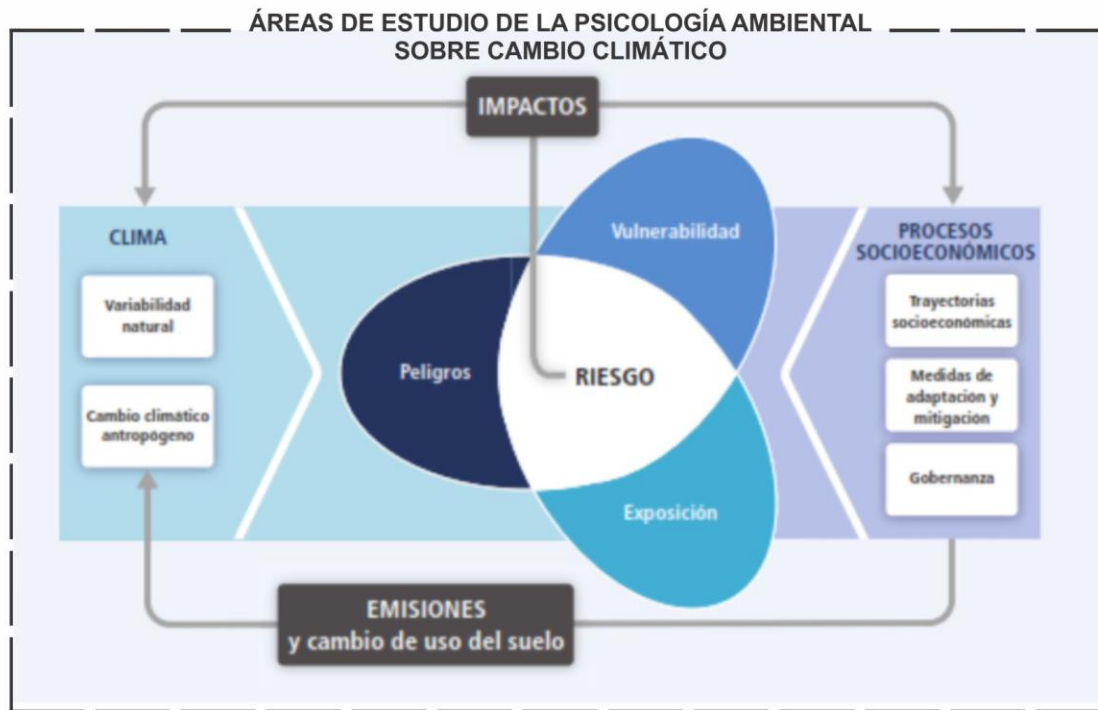 ÁREAS DE ESTUDIO DE LA PSICOLOGÍA AMBIENTAL
SOBRE CAMBIO CLIMÁTICO
IMPACTOS
CLIMA
Variabilidad
natural
Cambio climático
antropógeno
Vulnerabilidad
Peligros
RIESGO
Exposición
PROCESOS
SOCIOECONÓMICOS
Trayectorias
socioeconómicas
Medidas de
adaptación y
mitigación
Gobernanza
EMISIONES
y cambio de uso del suelo